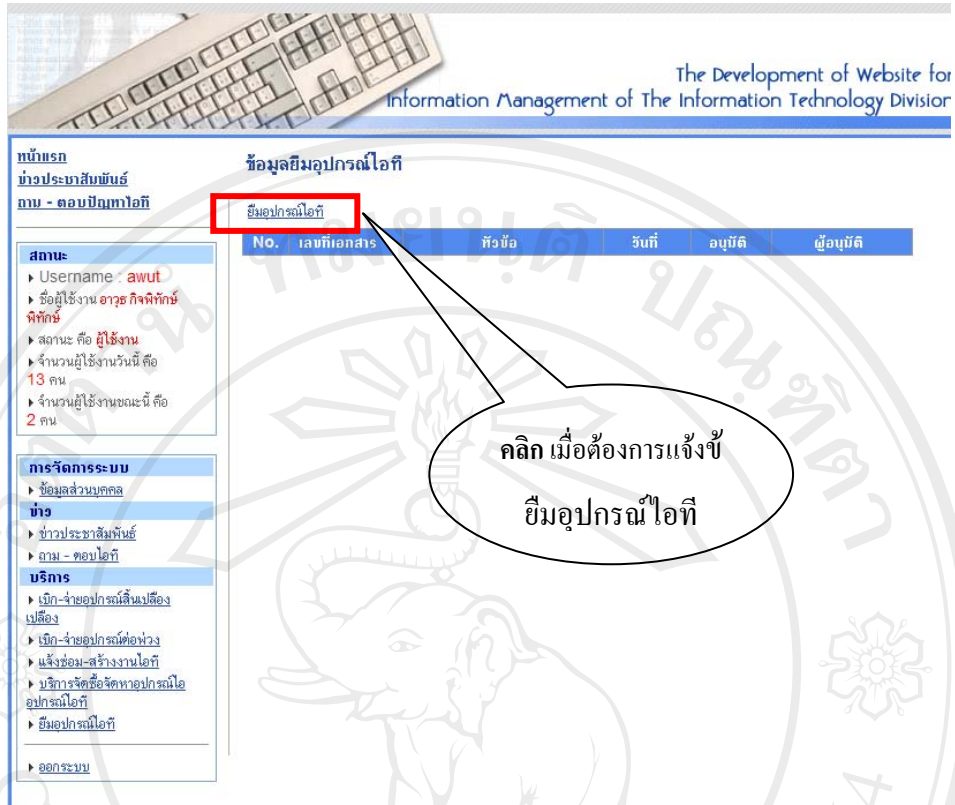 The Development of Website for
Information Management of The Information Technology Division
หน้าแรก
ข่าวประชาสัมพันธ์
ถาม - ตอบปัญหาไอที
สถานะ
Username : awut
ชื่อผู้ใช้งาน อาวุธ กิจพิทักษ์
พิทักษ์
สถานะ คือ ผู้ใช้งาน
จำนวนผู้ใช้งานวันนี้ คือ
13 คน
จำนวนผู้ใช้งานขณะนี้ คือ
2 คน
การจัดการระบบ
ข้อมูลส่วนบุคคล
ข่าว
ข่าวประชาสัมพันธ์
ถาม - ตอบไอที
บริการ
เบิก-จ่ายอุปกรณ์สิ้นเปลือง
เปลือง
เบิก-จ่ายอุปกรณ์ต่อพ่วง
แจ้งซ่อม-สร้างงานไอที
บริการจัดซื้อจัดหาอุปกรณ์ไอ
อุปกรณ์ไอที
ยืมอุปกรณ์ไอที
ออกระบบ
ข้อมูลยืมอุปกรณ์ไอที
ยืมอุปกรณ์ไอที
No. เลขที่เอกสาร หัวข้อ วันที่ อนุมัติ ผู้อนุมัติ
คลิก เมื่อต้องการแจ้งขั
ยืมอุปกรณ์ไอที